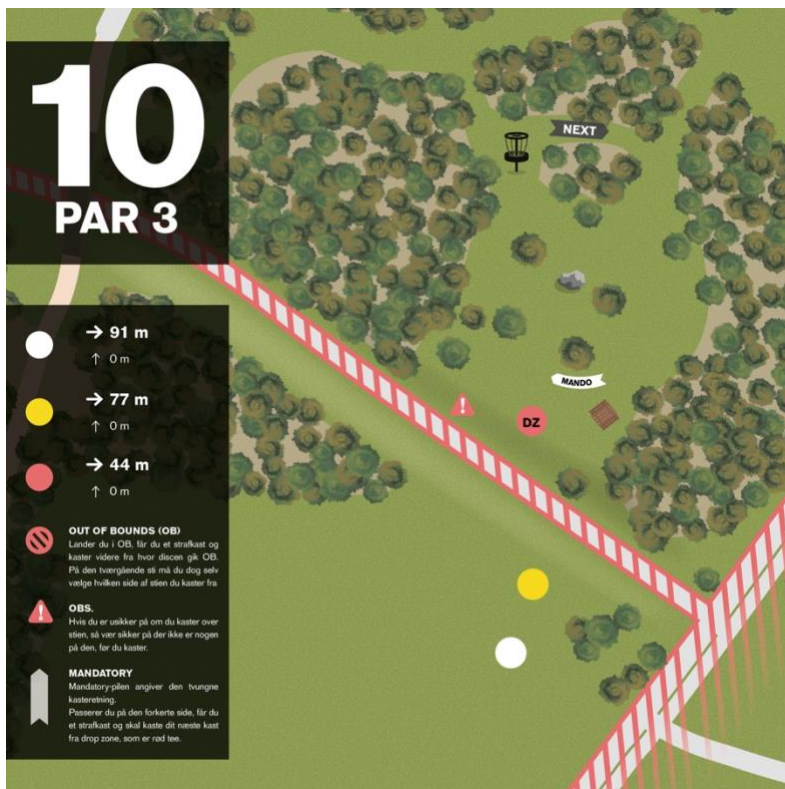 10
PAR 3
→ 91 m
↑ 0 m
→ 77 m
↑ 0 m
→ 44 m
↑ 0 m
OUT OF BOUNDS (OB)
Lander du i OB, får du et strafkast og
kaster videre fra hvor discen gik OB.
På den tværgående sti må du dog selv
vælge hvilken side af stien du kaster fra
OBS.
Hvis du er usikker på om du kaster over
stien, så vær sikker på der ikke er nogen
på den, før du kaster.
MANDATORY
Mandatory-pilen angiver den tvungne
kasteretning.
Passerer du på den forkerte side, får du
et strafkast og skal kaste dit næste kast
fra drop zone, som er rød tee.
NEXT
MANDO
!
DZ